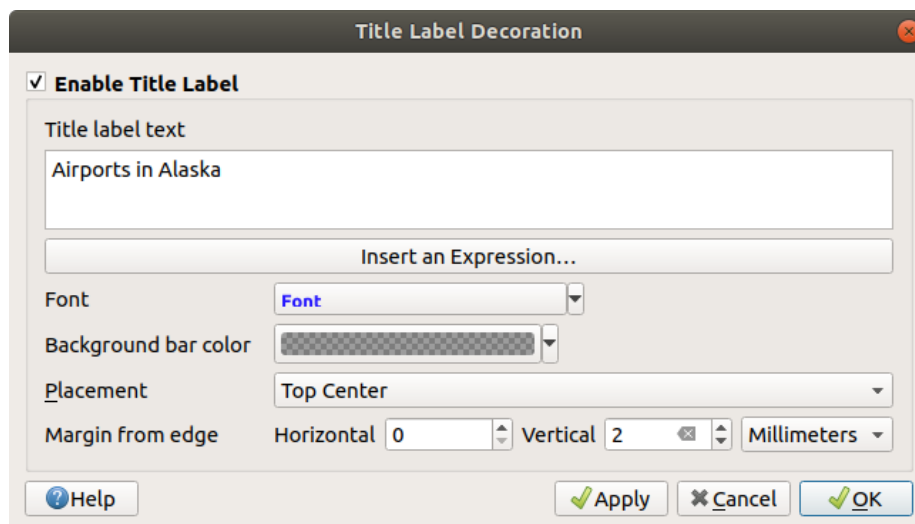 Title Label Decoration
Enable Title Label
Title label text
Airports in Alaska
Insert an Expression...
Font Font
Background bar color
Placement Top Center
Margin from edge Horizontal 0 Vertical 2 Millimeters
Help Apply Cancel OK